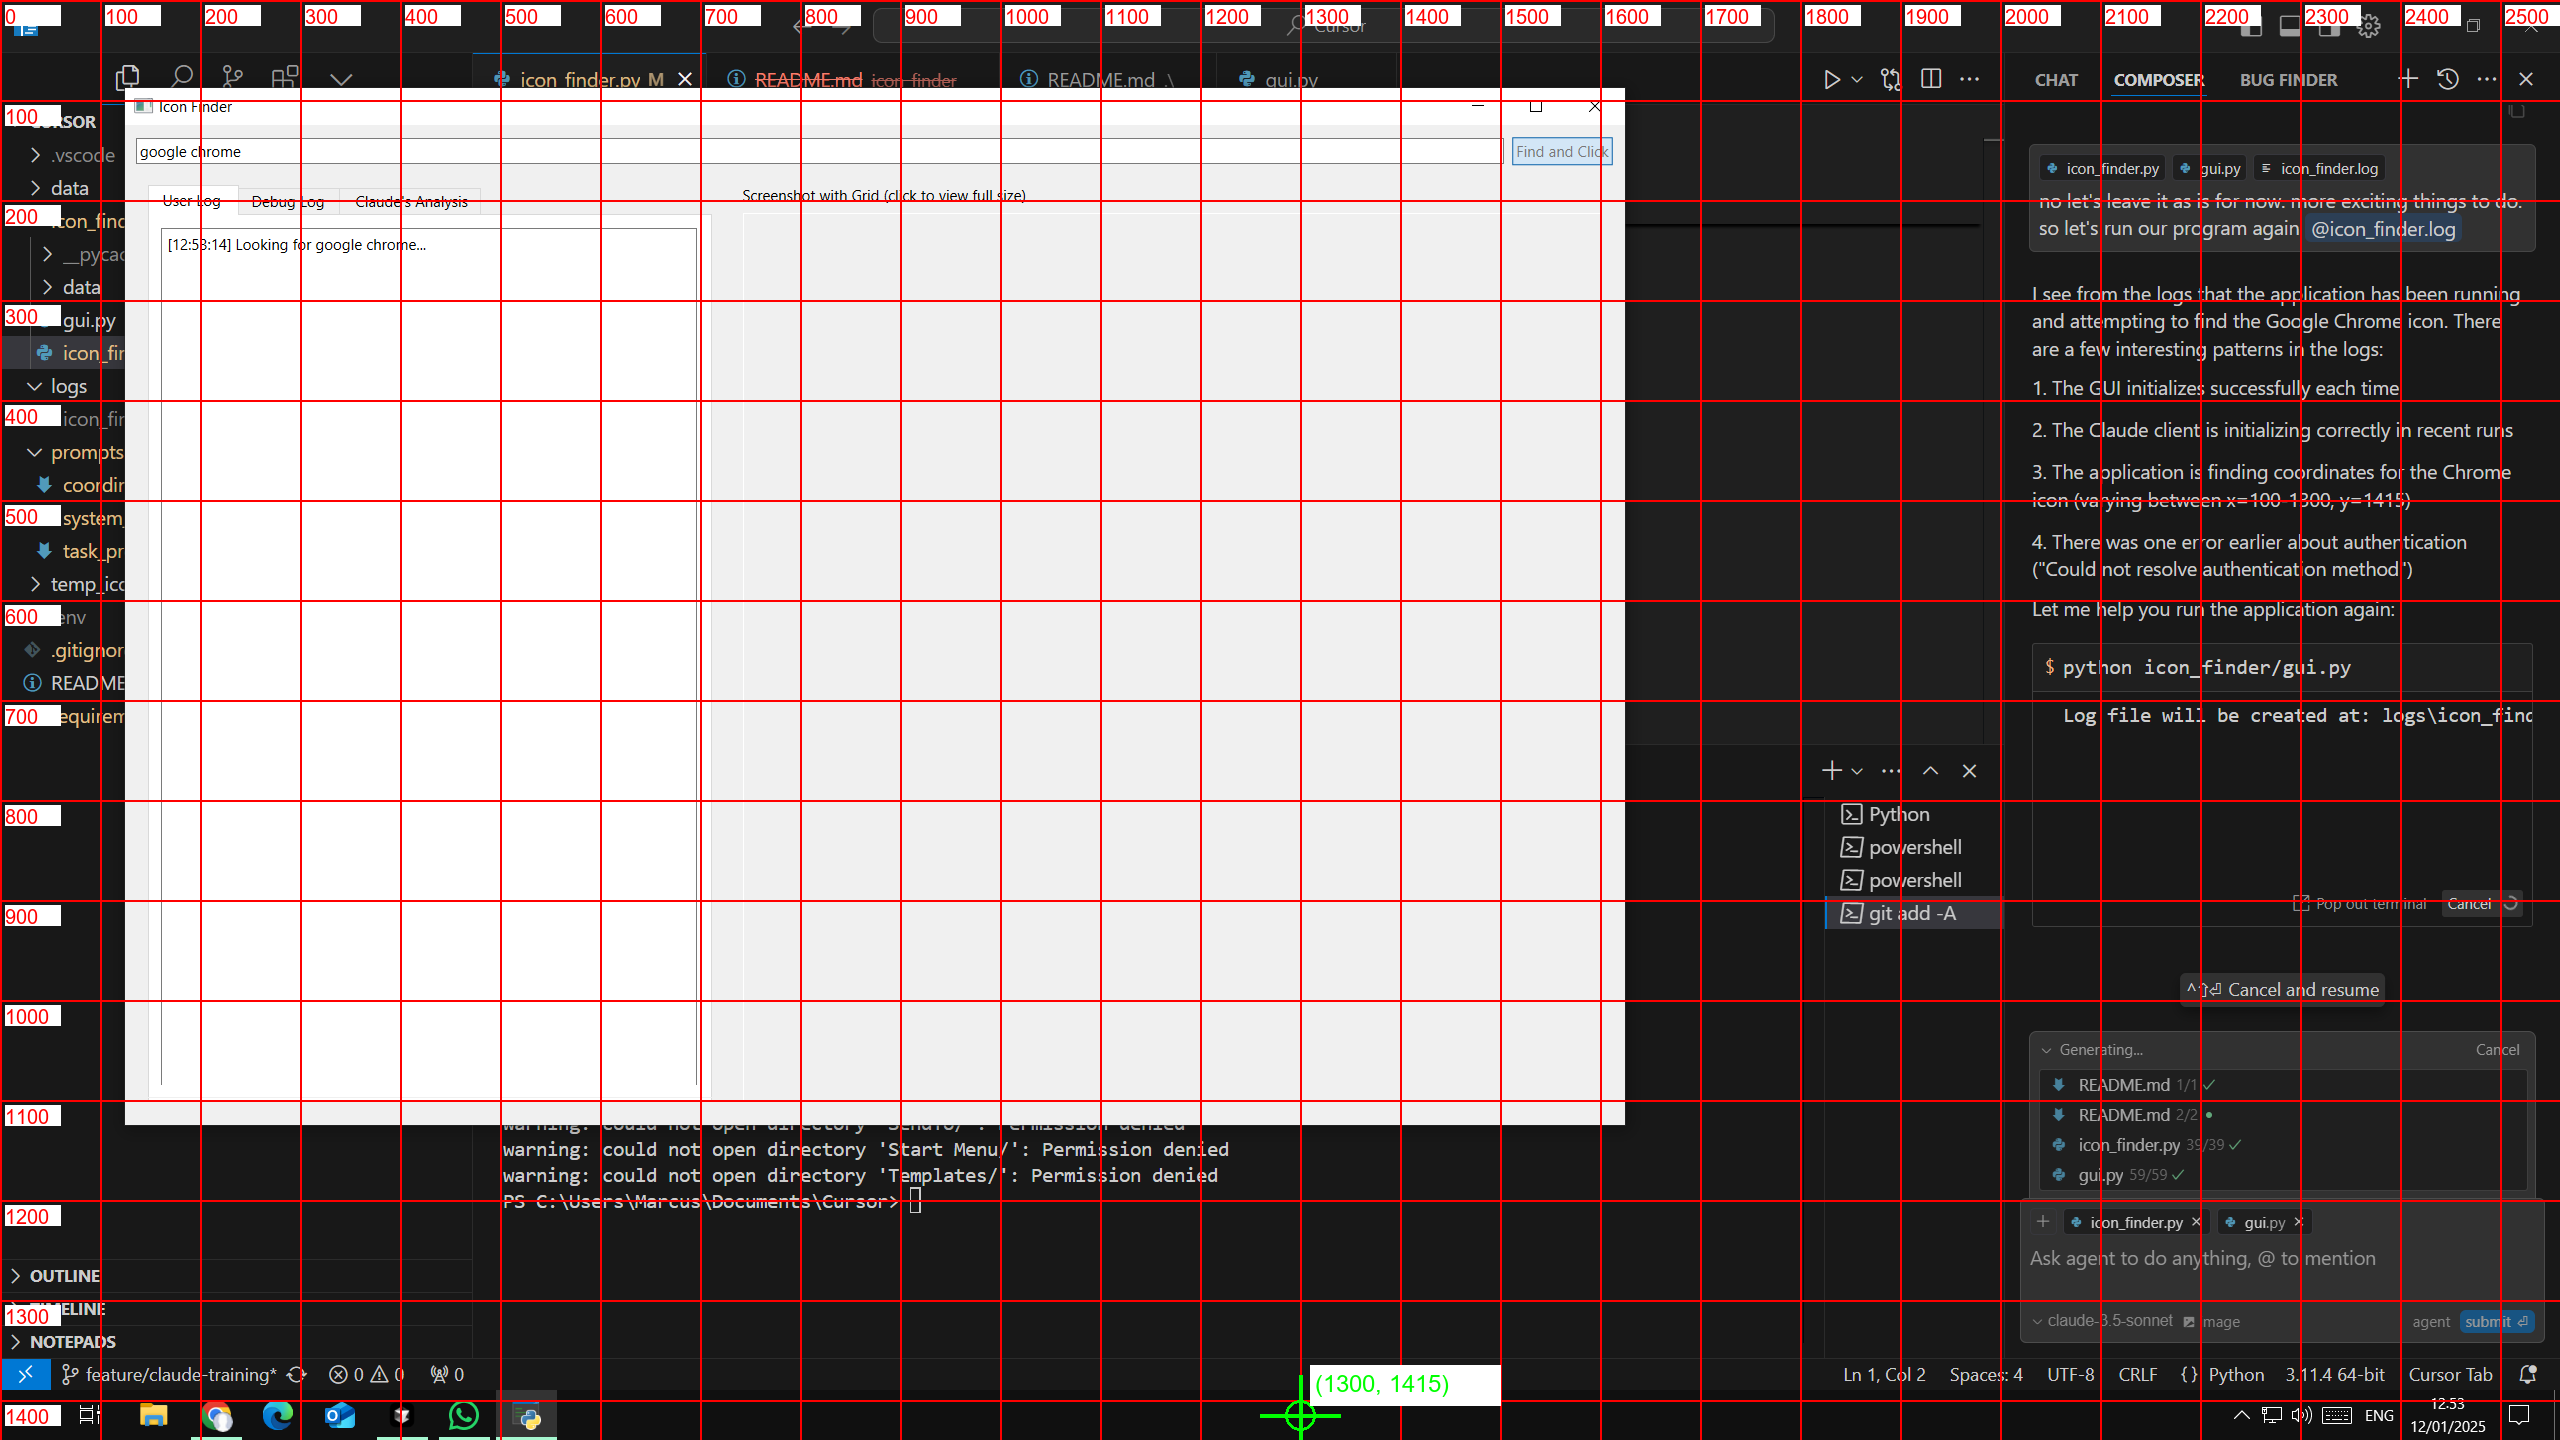 0 100 200 300 400 500 600 700 800 900 1000 1100 1200 1300 1400 1500 1600 1700 1800 1900 2000 2100 2200 2300 2400 2500
Cursor
icon_finder.py M README.md icon_finder README.md .\ gui.py
CHAT COMPOSER BUG FINDER
100
.vscode
data
200
__pycac
data
300
gui.py
icon_fir
logs
400
icon_fir
prompts
coordir
500
system_
task_pr
temp_ico
600
env
.gitignor
README
700
800
900
1000
1100
1200
OUTLINE
1300
NOTEPADS
Icon Finder
google chrome
Find and Click
User Log Debug Log Claude's Analysis
Screenshot with Grid (click to view full size)
[12:53:14] Looking for google chrome...
warning: could not open directory 'Start Menu/': Permission denied
warning: could not open directory 'Templates/': Permission denied
PS C:\Users\Marcus\Documents\Cursor>
Python
powershell
powershell
git add -A
icon_finder.py gui.py icon_finder.log
no let's leave it as is for now. more exciting things to do.
so let's run our program again @icon_finder.log
I see from the logs that the application has been running
and attempting to find the Google Chrome icon. There
are a few interesting patterns in the logs:
1. The GUI initializes successfully each time
2. The Claude client is initializing correctly in recent runs
3. The application is finding coordinates for the Chrome
icon (varying between x=100-1300, y=1415)
4. There was one error earlier about authentication
("Could not resolve authentication method")
Let me help you run the application again:
$ python icon_finder/gui.py
Log file will be created at: logs\icon_find
Pop out terminal Cancel
Cancel and resume
Generating... Cancel
README.md 1/1
README.md 2/2
icon_finder.py 39/39
gui.py 59/59
icon_finder.py gui.py
Ask agent to do anything, @ to mention
claude-3.5-sonnet mage agent submit
feature/claude-training* 0 0 0
Ln 1, Col 2 Spaces: 4 UTF-8 CRLF {} Python 3.11.4 64-bit Cursor Tab
(1300, 1415)
1400
ENG
12:53
12/01/2025